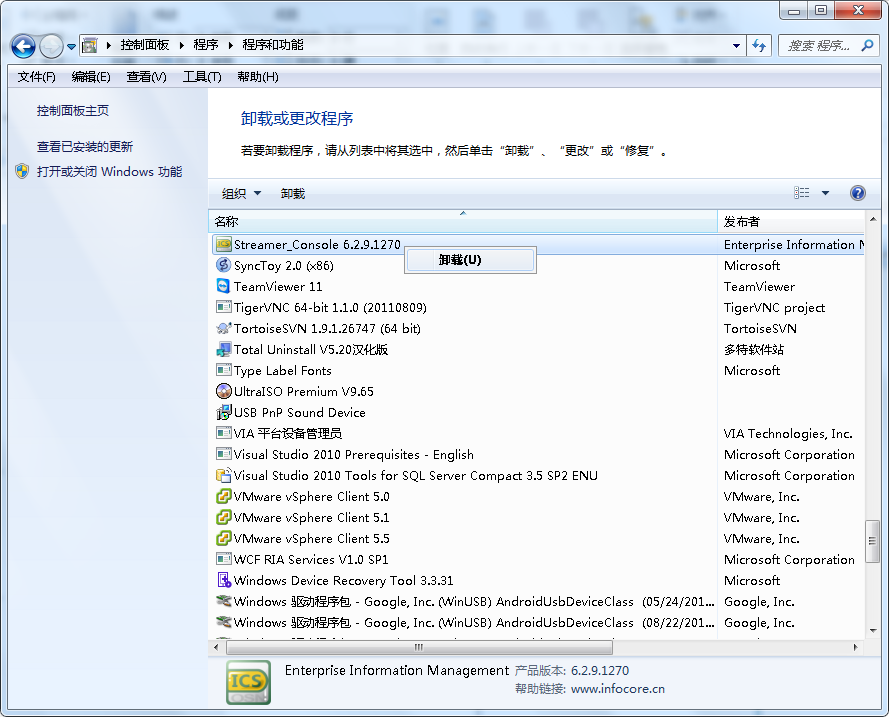 控制面板 程序 程序和功能 搜索 程序...
文件(F) 编辑(E) 查看(V) 工具(T) 帮助(H)
控制面板主页
查看已安装的更新
打开或关闭 Windows 功能
卸载或更改程序
若要卸载程序，请从列表中将其选中，然后单击“卸载”、“更改”或“修复”。
组织 卸载
名称 发布者
Streamer_Console 6.2.9.1270 Enterprise Information
卸载(U)
SyncToy 2.0 (x86) Microsoft
TeamViewer 11 TeamViewer
TigerVNC 64-bit 1.1.0 (20110809) TigerVNC project
TortoiseSVN 1.9.1.26747 (64 bit) TortoiseSVN
Total Uninstall V5.20汉化版 多特软件站
Type Label Fonts Microsoft
UltraISO Premium V9.65
USB PnP Sound Device
VIA 平台设备管理员 VIA Technologies, Inc.
Visual Studio 2010 Prerequisites - English Microsoft Corporation
Visual Studio 2010 Tools for SQL Server Compact 3.5 SP2 ENU Microsoft Corporation
VMware vSphere Client 5.0 VMware, Inc.
VMware vSphere Client 5.1 VMware, Inc.
VMware vSphere Client 5.5 VMware, Inc.
WCF RIA Services V1.0 SP1 Microsoft Corporation
Windows Device Recovery Tool 3.3.31 Microsoft
Windows 驱动程序包 - Google, Inc. (WinUSB) AndroidUsbDeviceClass (05/24/201... Google, Inc.
Windows 驱动程序包 - Google, Inc. (WinUSB) AndroidUsbDeviceClass (08/22/201... Google, Inc.
ICS
Enterprise Information Management 产品版本: 6.2.9.1270
帮助链接: www.infocore.cn